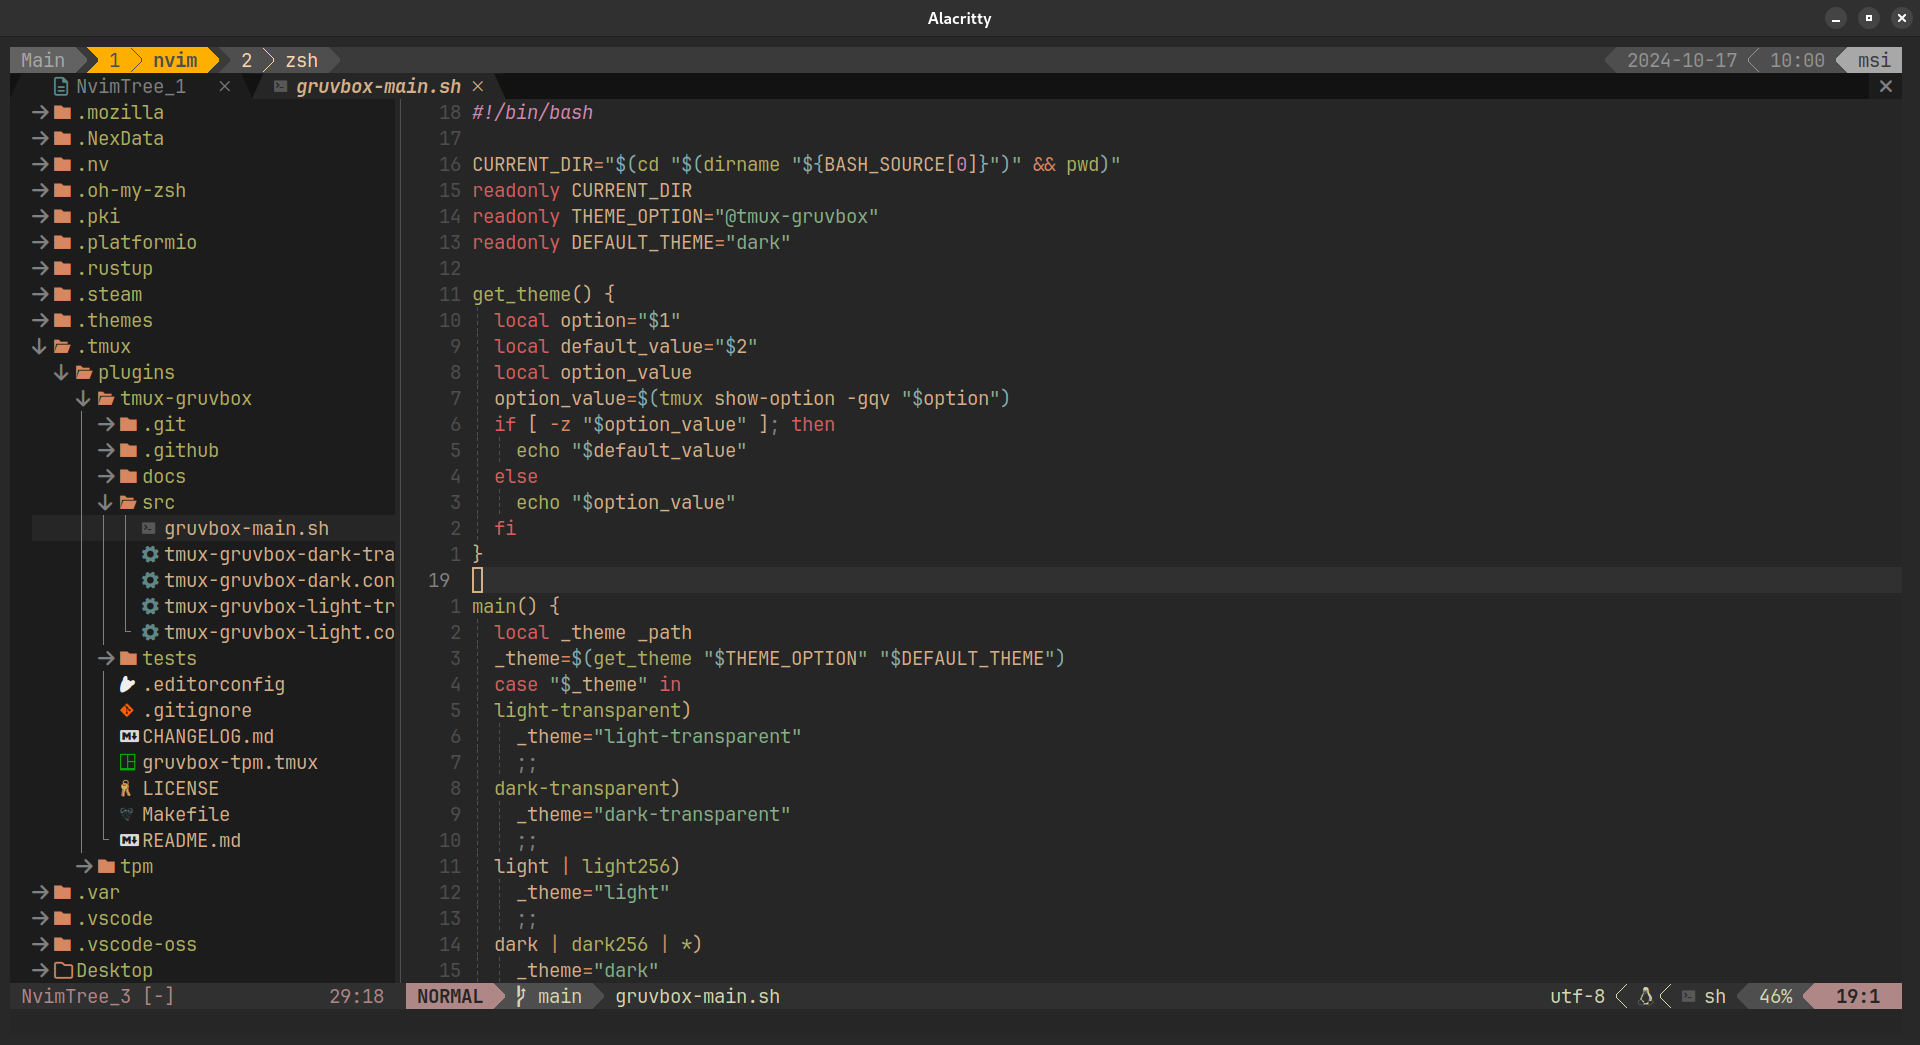 Alacritty
Main 1 nvim 2 zsh 2024-10-17 10:00 msi
NvimTree_1 × gruvbox-main.sh ×
.mozilla
.NexData
.nv
.oh-my-zsh
.pki
.platformio
.rustup
.steam
.themes
.tmux
plugins
tmux-gruvbox
.git
.github
docs
src
gruvbox-main.sh
tmux-gruvbox-dark-tra
tmux-gruvbox-dark.con
tmux-gruvbox-light-tr
tmux-gruvbox-light.co
tests
.editorconfig
.gitignore
CHANGELOG.md
gruvbox-tpm.tmux
LICENSE
Makefile
README.md
tpm
.var
.vscode
.vscode-oss
Desktop
NvimTree_3 [-] 29:18
18 #!/bin/bash
17
16 CURRENT_DIR="$(cd "$(dirname "${BASH_SOURCE[0]}")" && pwd)"
15 readonly CURRENT_DIR
14 readonly THEME_OPTION="@tmux-gruvbox"
13 readonly DEFAULT_THEME="dark"
12
11 get_theme() {
10 local option="$1"
9 local default_value="$2"
8 local option_value
7 option_value=$(tmux show-option -gqv "$option")
6 if [ -z "$option_value" ]; then
5 echo "$default_value"
4 else
3 echo "$option_value"
2 fi
1 }
19
1 main() {
2 local _theme _path
3 _theme=$(get_theme "$THEME_OPTION" "$DEFAULT_THEME")
4 case "$_theme" in
5 light-transparent)
6 _theme="light-transparent"
7 ;;
8 dark-transparent)
9 _theme="dark-transparent"
10 ;;
11 light | light256)
12 _theme="light"
13 ;;
14 dark | dark256 | *)
15 _theme="dark"
NORMAL main gruvbox-main.sh utf-8 sh 46% 19:1